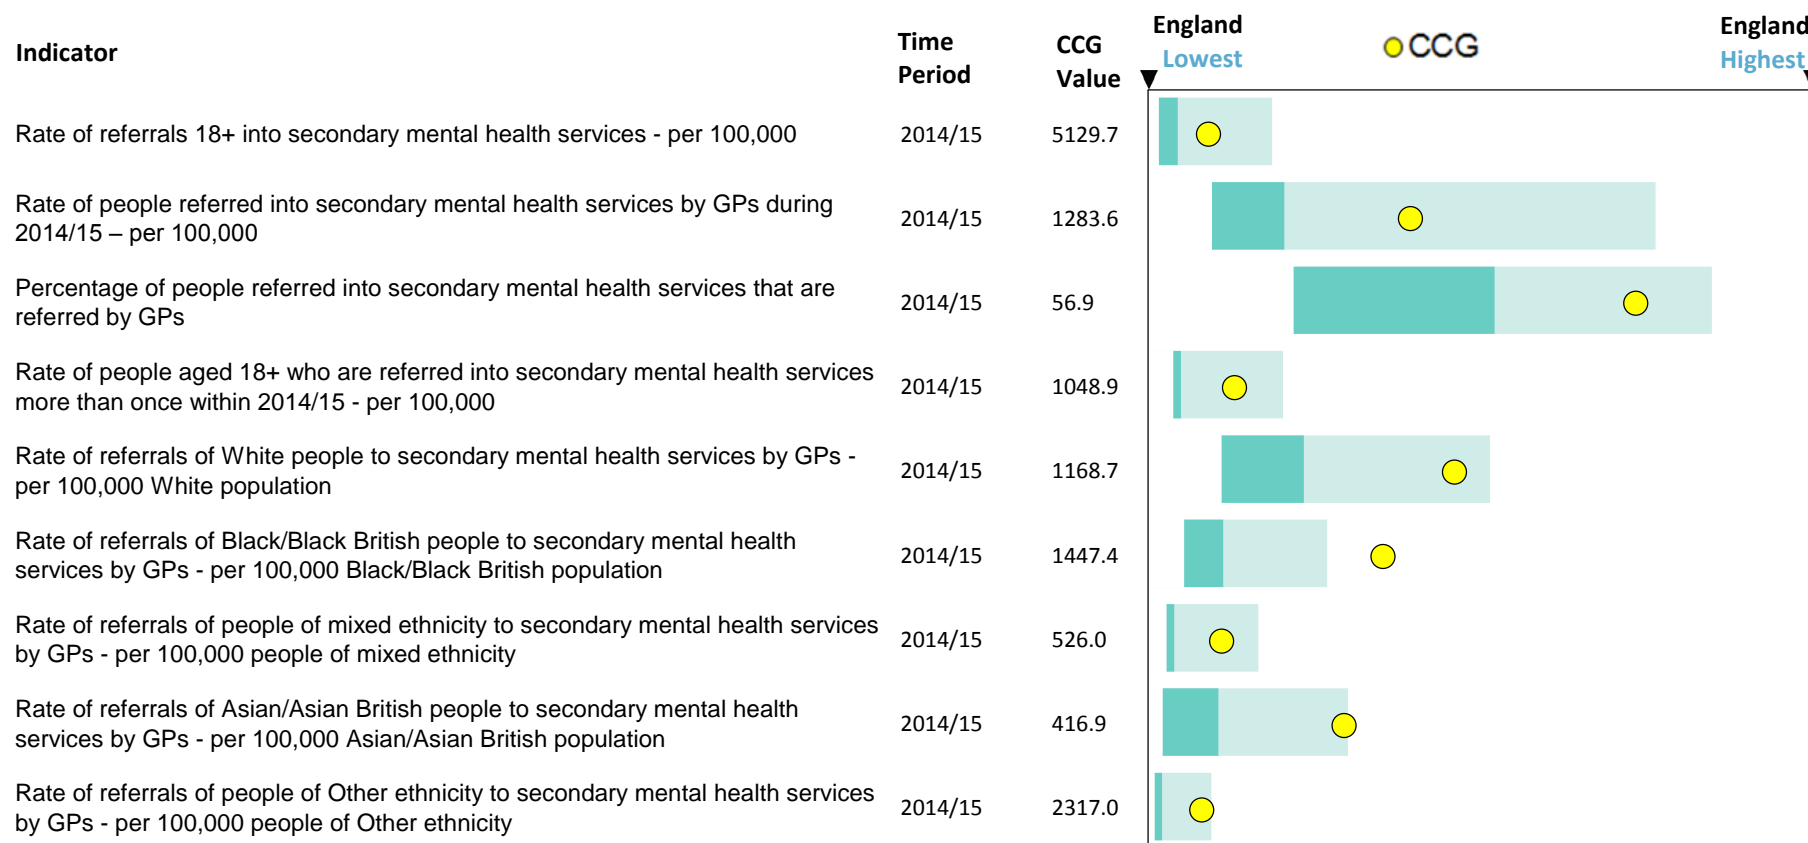 Indicator
Time
Period
CCG
Value
England
Lowest
CCG
England
Highest
Rate of referrals 18+ into secondary mental health services - per 100,000
2014/15
5129.7
Rate of people referred into secondary mental health services by GPs during
2014/15 – per 100,000
2014/15
1283.6
Percentage of people referred into secondary mental health services that are
referred by GPs
2014/15
56.9
Rate of people aged 18+ who are referred into secondary mental health services
more than once within 2014/15 - per 100,000
2014/15
1048.9
Rate of referrals of White people to secondary mental health services by GPs -
per 100,000 White population
2014/15
1168.7
Rate of referrals of Black/Black British people to secondary mental health
services by GPs - per 100,000 Black/Black British population
2014/15
1447.4
Rate of referrals of people of mixed ethnicity to secondary mental health services
by GPs - per 100,000 people of mixed ethnicity
2014/15
526.0
Rate of referrals of Asian/Asian British people to secondary mental health
services by GPs - per 100,000 Asian/Asian British population
2014/15
416.9
Rate of referrals of people of Other ethnicity to secondary mental health services
by GPs - per 100,000 people of Other ethnicity
2014/15
2317.0